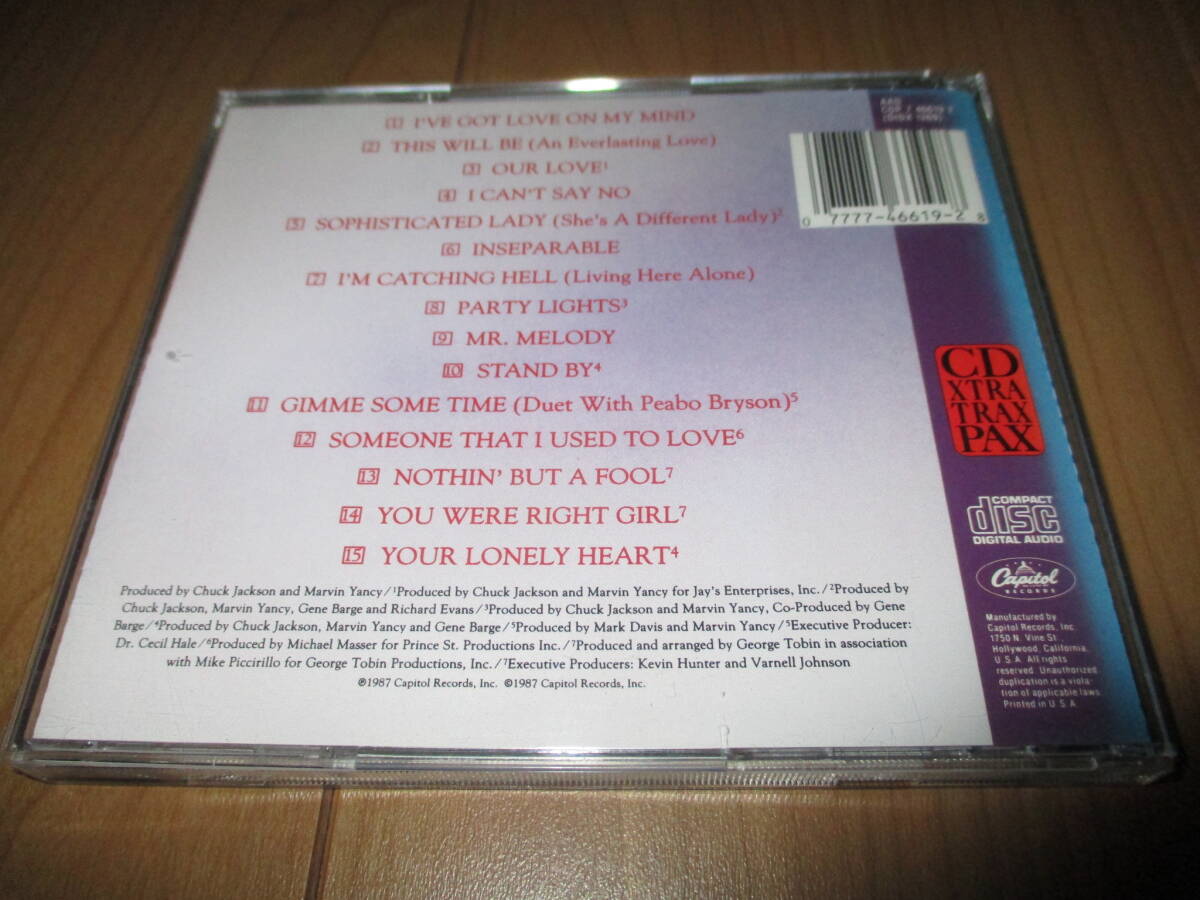 1 I'VE GOT LOVE ON MY MIND
2 THIS WILL BE (An Everlasting Love)
3 OUR LOVE¹
4 I CAN'T SAY NO
5 SOPHISTICATED LADY (She's A Different Lady)²
6 INSEPARABLE
7 I'M CATCHING HELL (Living Here Alone)
8 PARTY LIGHTS³
9 MR. MELODY
10 STAND BY⁴
11 GIMME SOME TIME (Duet With Peabo Bryson)⁵
12 SOMEONE THAT I USED TO LOVE⁶
13 NOTHIN' BUT A FOOL⁷
14 YOU WERE RIGHT GIRL⁷
15 YOUR LONELY HEART⁴
Produced by Chuck Jackson and Marvin Yancy/¹Produced by Chuck Jackson and Marvin Yancy for Jay's Enterprises, Inc./²Produced by
Chuck Jackson, Marvin Yancy, Gene Barge and Richard Evans/³Produced by Chuck Jackson and Marvin Yancy, Co-Produced by Gene
Barge/⁴Produced by Chuck Jackson, Marvin Yancy and Gene Barge/⁵Produced by Mark Davis and Marvin Yancy/⁵Executive Producer:
Dr. Cecil Hale/⁶Produced by Michael Masser for Prince St. Productions Inc./⁷Produced and arranged by George Tobin in association
with Mike Piccirillo for George Tobin Productions, Inc./⁷Executive Producers: Kevin Hunter and Varnell Johnson
℗1987 Capitol Records, Inc. ©1987 Capitol Records, Inc.
AAD
CDP 7 46619 2
0 77774-6619-2 8
CD
XTRA
TRAX
PAX
COMPACT
disc
DIGITAL AUDIO
Capitol
RECORDS
Manufactured by
Capitol Records, Inc.
1750 N. Vine St.
Hollywood, California,
U.S.A. All rights
reserved. Unauthorized
duplication is a viola-
tion of applicable laws.
Printed in U.S.A.